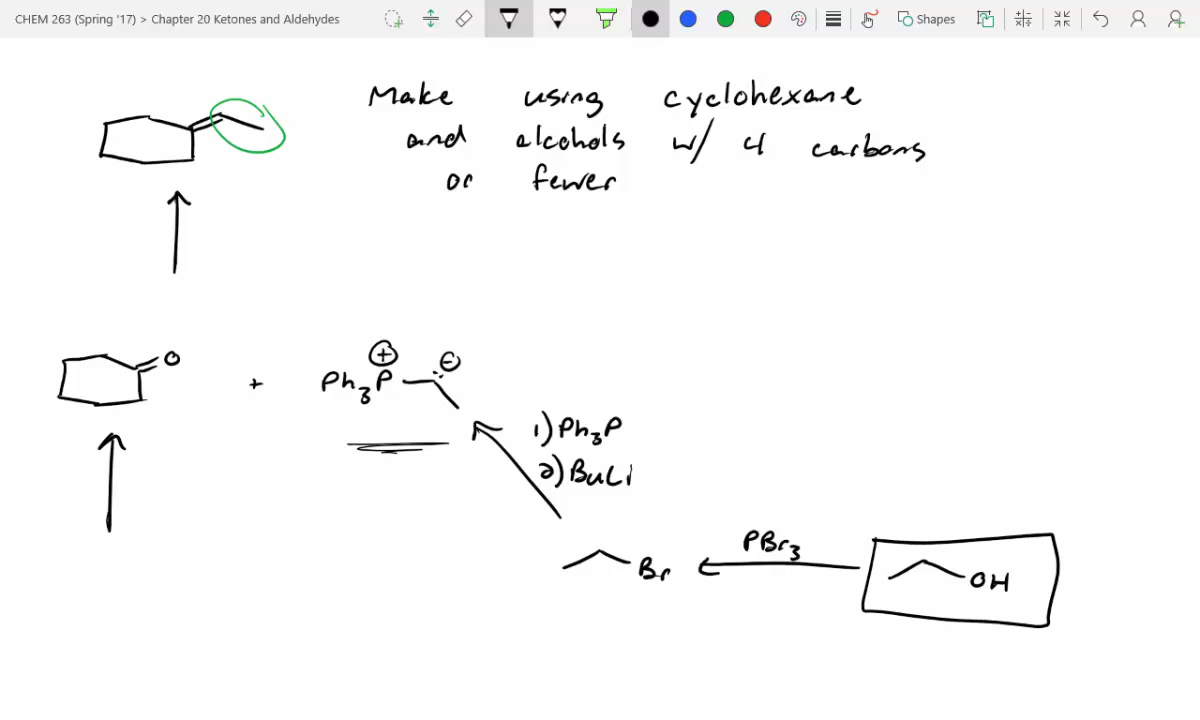 CHEM 263 (Spring '17) > Chapter 20 Ketones and Aldehydes
Shapes
Make using cyclohexane
and alcohols w/ 4 carbons
or fewer
O
+
Ph₃P
⊕
⊖
1) Ph₃P
2) BuLi
PBr₃
Br
OH